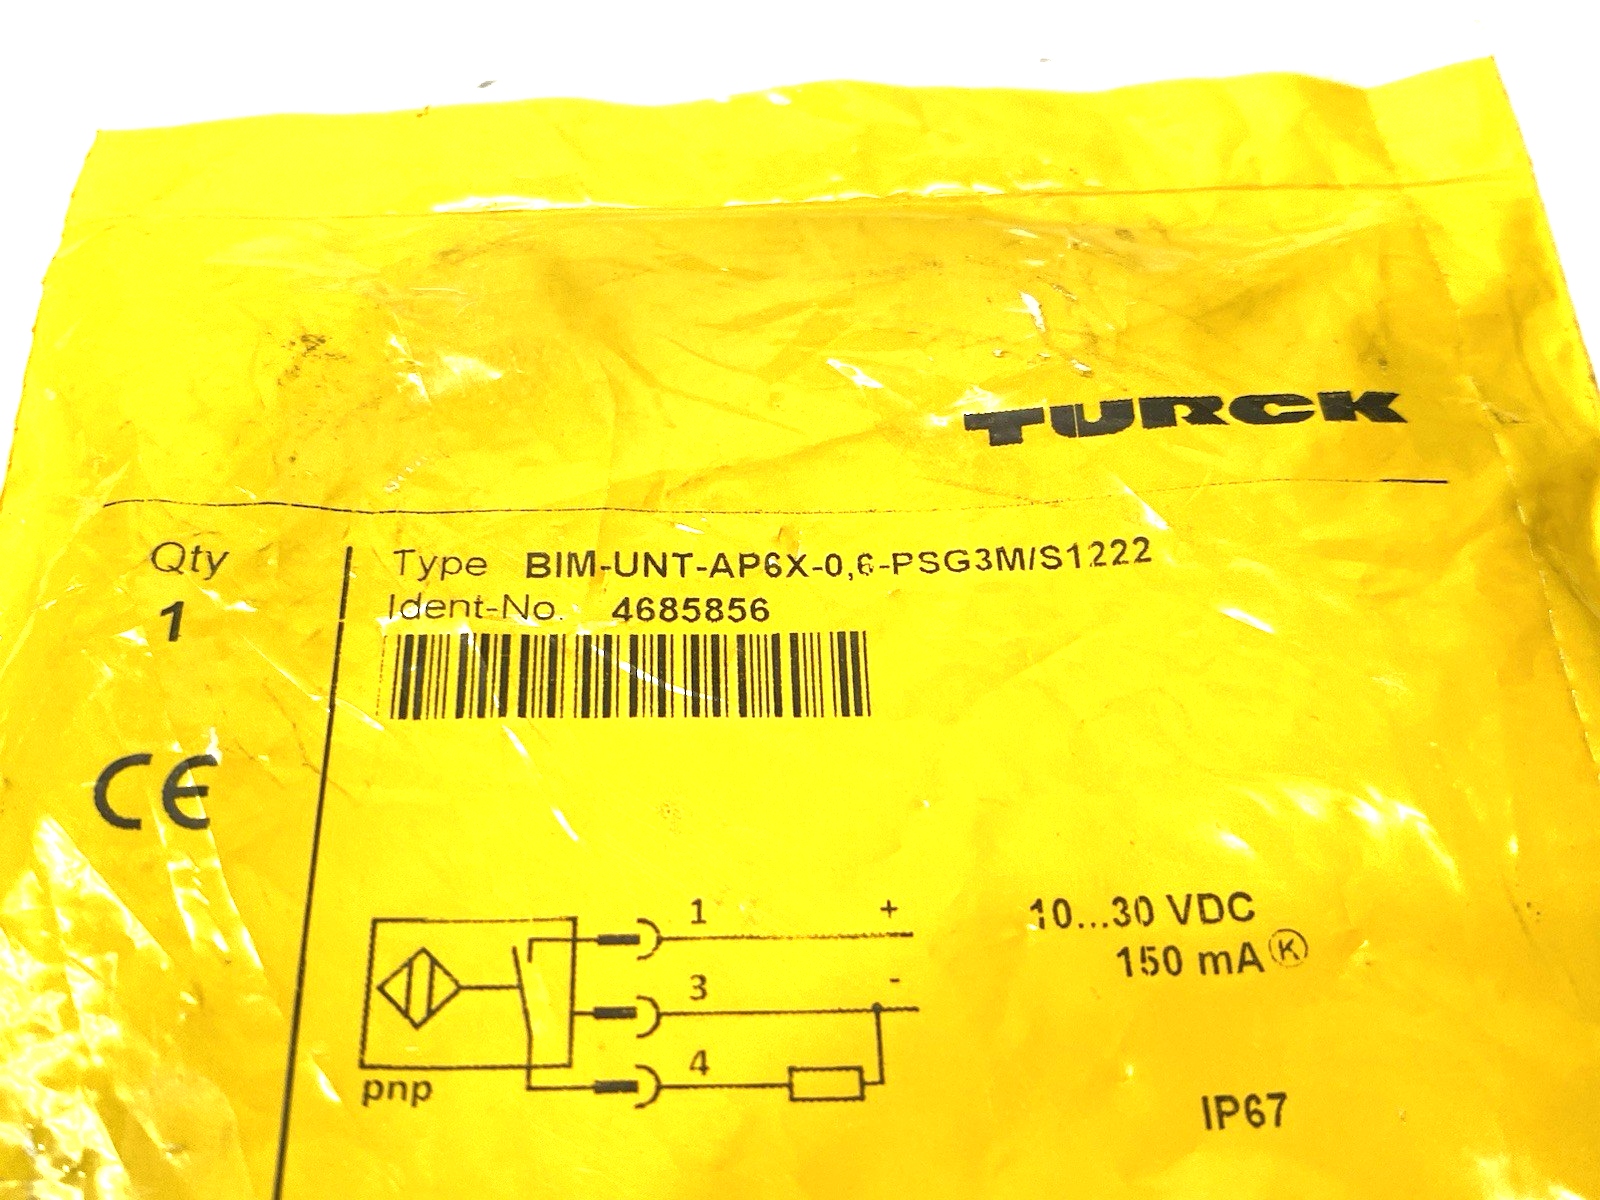 TURCK
Qty
1
Type BIM-UNT-AP6X-0,6-PSG3M/S1222
Ident-No. 4685856
CE
1 +
3 -
4
pnp
10...30 VDC
150 mA Ⓚ
IP67